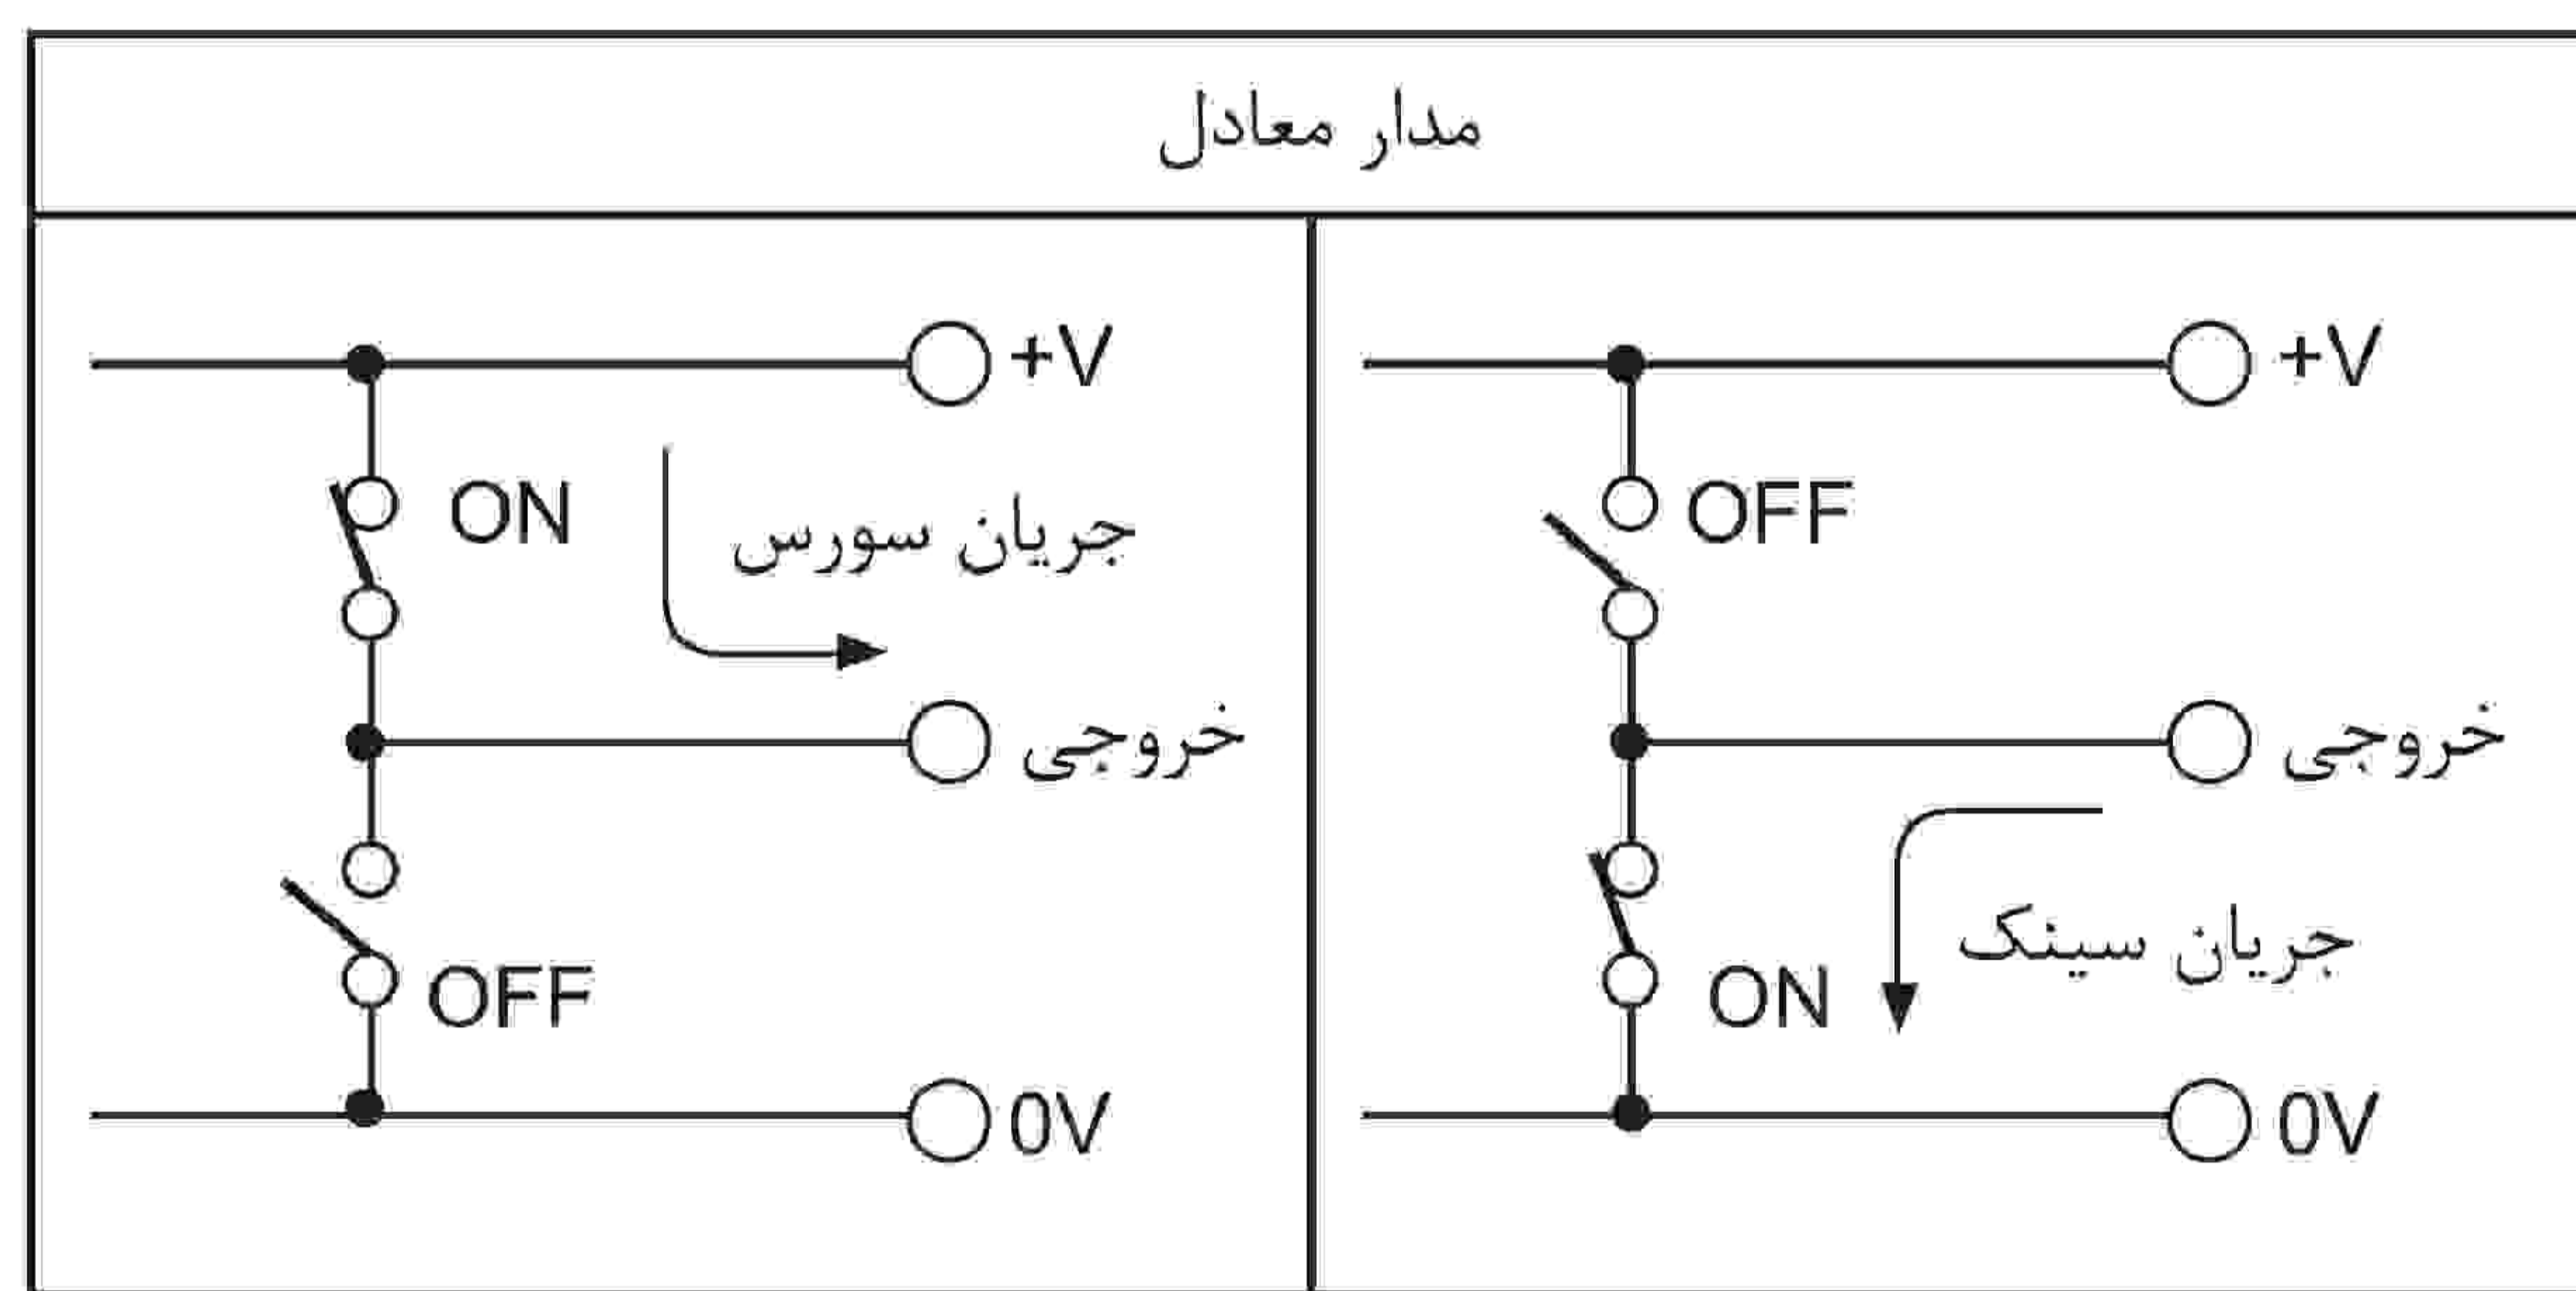 مدار معادل
+V
ON
جریان سورس
خروجی
OFF
0V
+V
OFF
خروجی
جریان سینک
ON
0V